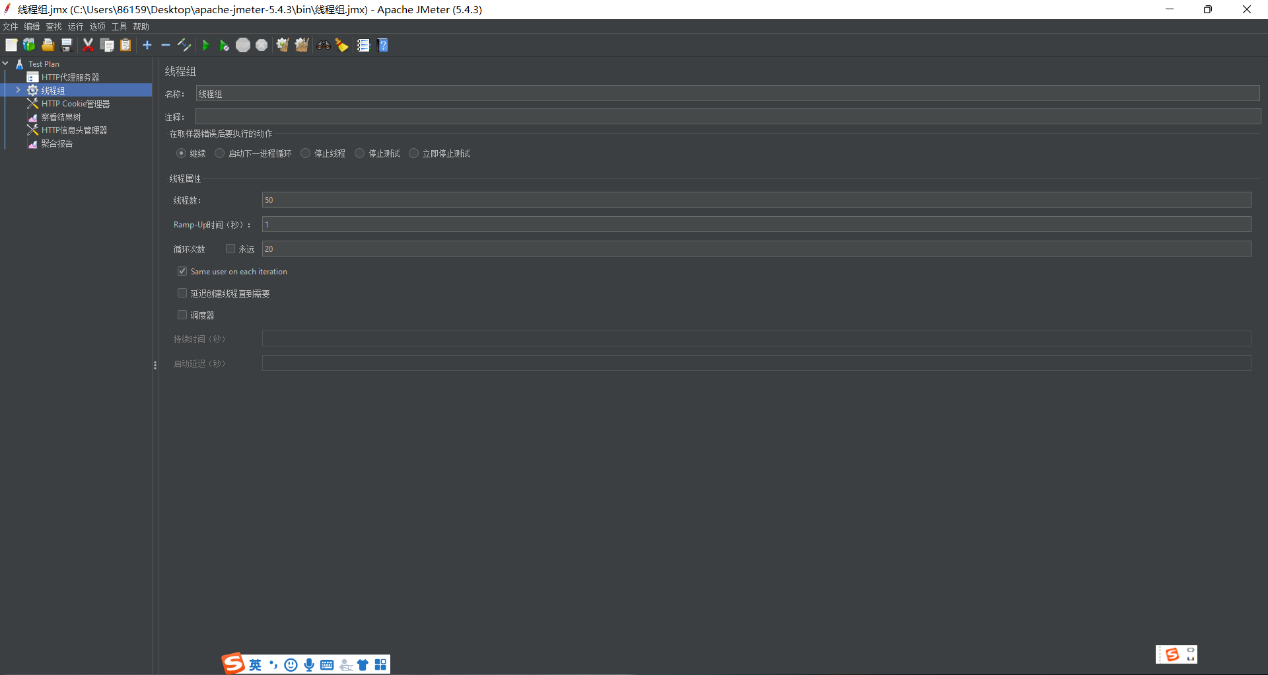 线程组.jmx (C:\Users\86159\Desktop\apache-jmeter-5.4.3\bin\线程组.jmx) - Apache JMeter (5.4.3)
文件 编辑 查找 运行 选项 工具 帮助
Test Plan
HTTP代理服务器
线程组
HTTP Cookie管理器
察看结果树
HTTP信息头管理器
聚合报告
线程组
名称： 线程组
注释：
在取样器错误后要执行的动作
继续 启动下一进程循环 停止线程 停止测试 立即停止测试
线程属性
线程数： 50
Ramp-Up时间（秒）： 1
循环次数 永远 20
Same user on each iteration
延迟创建线程直到需要
调度器
持续时间（秒）
启动延迟（秒）
英